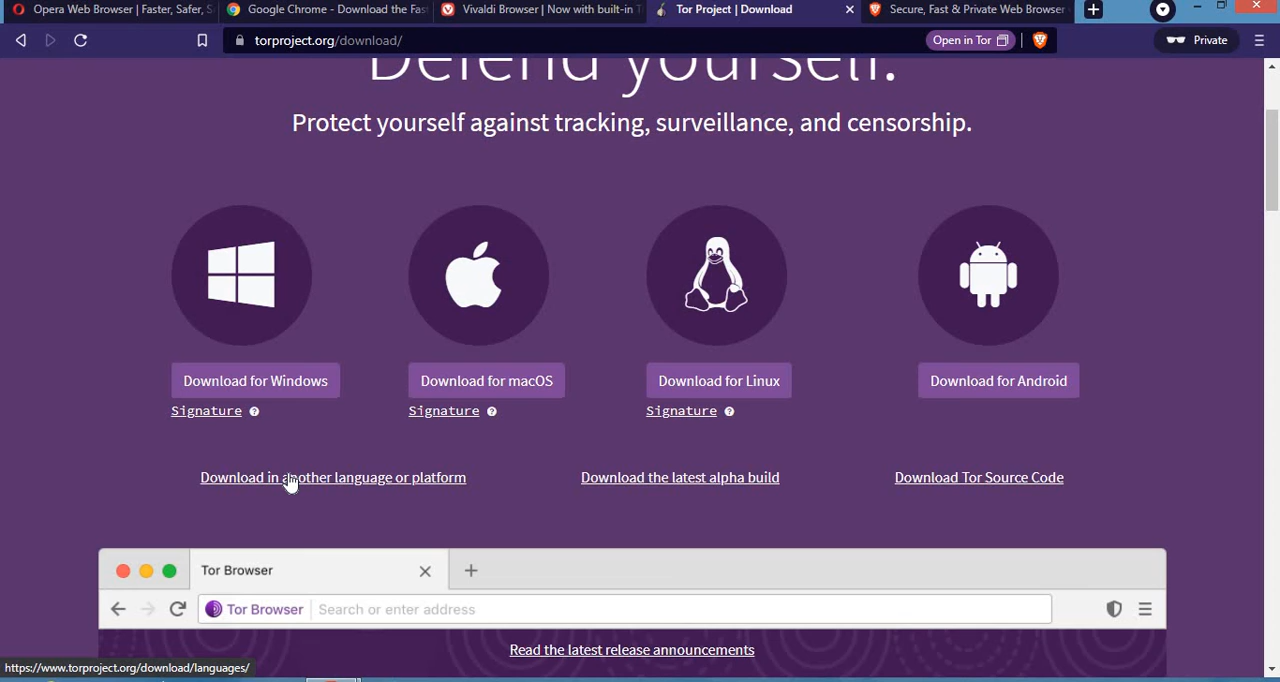 Opera Web Browser | Faster, Safer, S
Google Chrome - Download the Fas
Vivaldi Browser | Now with built-in T
Tor Project | Download
Secure, Fast & Private Web Browser
torproject.org/download/
Open in Tor
Private
Defend yourself.
Protect yourself against tracking, surveillance, and censorship.
Download for Windows
Download for macOS
Download for Linux
Download for Android
Signature ?
Signature ?
Signature ?
Download in another language or platform
Download the latest alpha build
Download Tor Source Code
Tor Browser
Tor Browser
Search or enter address
Read the latest release announcements
https://www.torproject.org/download/languages/